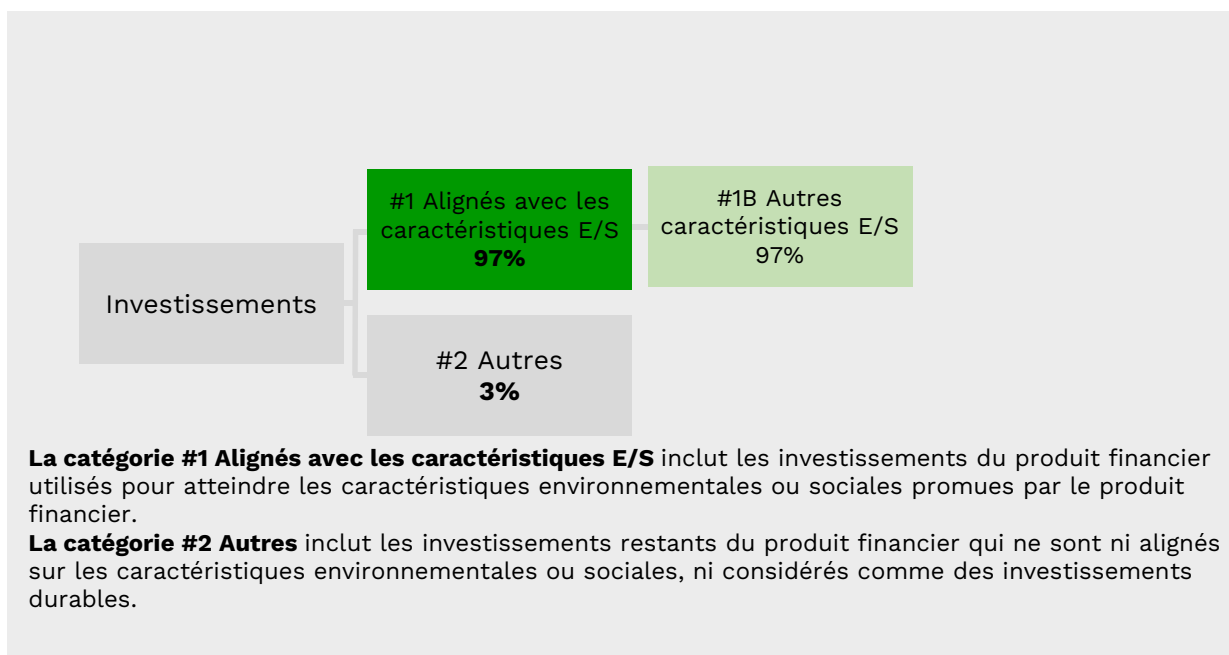 #1 Alignés avec les
caractéristiques E/S
97%
#1B Autres
caractéristiques E/S
97%
Investissements
#2 Autres
3%
La catégorie #1 Alignés avec les caractéristiques E/S inclut les investissements du produit financier
utilisés pour atteindre les caractéristiques environnementales ou sociales promues par le produit
financier.
La catégorie #2 Autres inclut les investissements restants du produit financier qui ne sont ni alignés
sur les caractéristiques environnementales ou sociales, ni considérés comme des investissements
durables.